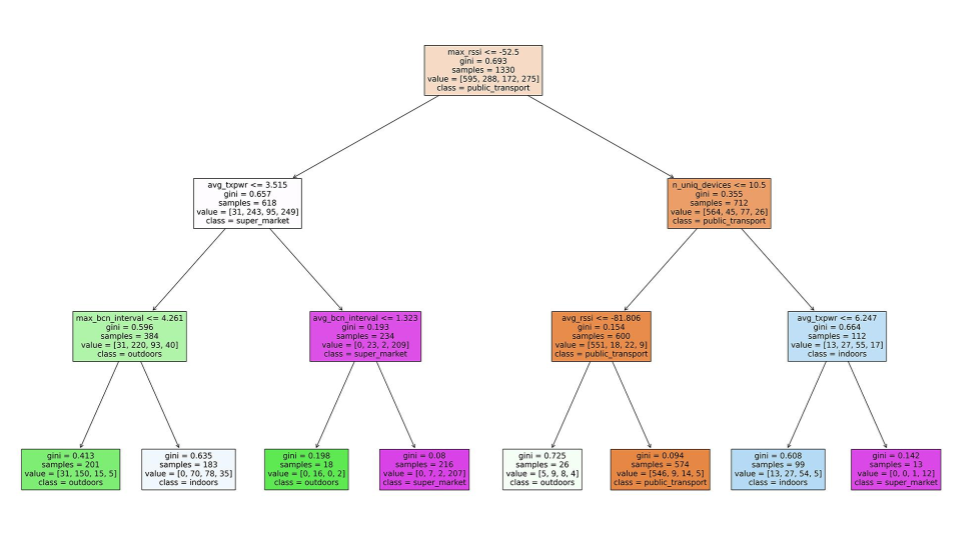 max_rssi <= -52.5
gini = 0.693
samples = 1330
value = [595, 288, 172, 275]
class = public_transport
avg_txpwr <= 3.515
gini = 0.657
samples = 618
value = [31, 243, 95, 249]
class = super_market
n_uniq_devices <= 10.5
gini = 0.355
samples = 712
value = [564, 45, 77, 26]
class = public_transport
max_bcn_interval <= 4.261
gini = 0.596
samples = 384
value = [31, 220, 93, 40]
class = outdoors
avg_bcn_interval <= 1.323
gini = 0.193
samples = 234
value = [0, 23, 2, 209]
class = super_market
avg_rssi <= -81.806
gini = 0.154
samples = 600
value = [551, 18, 22, 9]
class = public_transport
avg_txpwr <= 6.247
gini = 0.664
samples = 112
value = [13, 27, 55, 17]
class = indoors
gini = 0.413
samples = 201
value = [31, 150, 15, 5]
class = outdoors
gini = 0.635
samples = 183
value = [0, 70, 78, 35]
class = indoors
gini = 0.198
samples = 18
value = [0, 16, 0, 2]
class = outdoors
gini = 0.08
samples = 216
value = [0, 7, 2, 207]
class = super_market
gini = 0.725
samples = 26
value = [5, 9, 8, 4]
class = outdoors
gini = 0.094
samples = 574
value = [546, 9, 14, 5]
class = public_transport
gini = 0.608
samples = 99
value = [13, 27, 54, 5]
class = indoors
gini = 0.142
samples = 13
value = [0, 0, 1, 12]
class = super_market